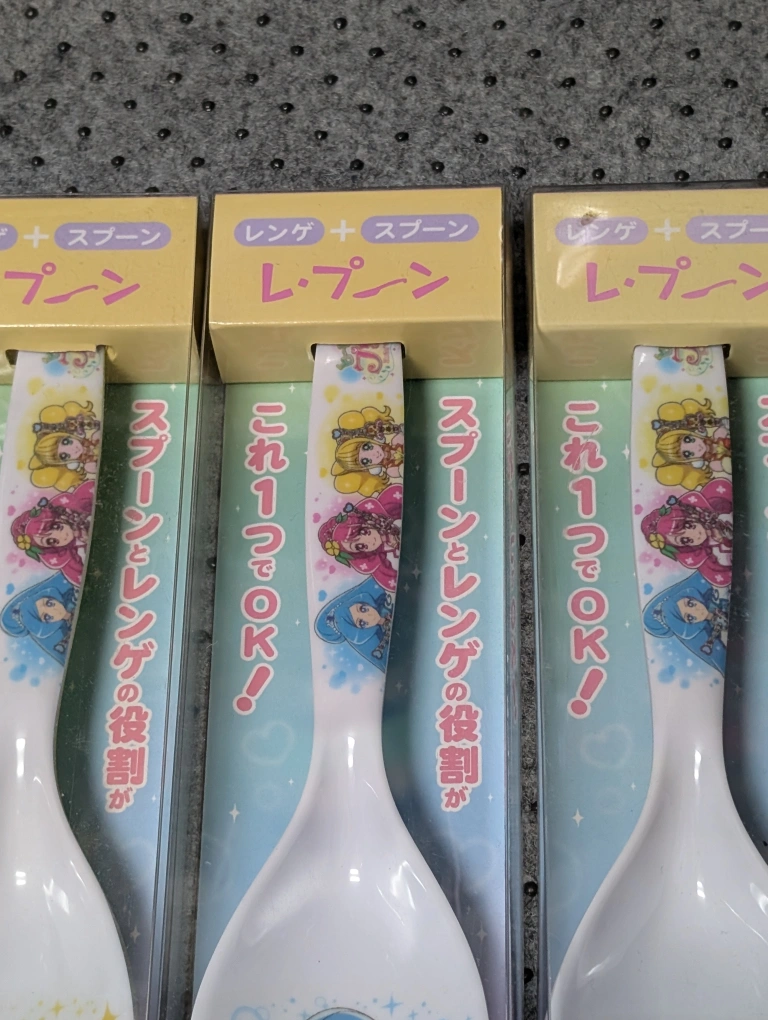 ゲ + スプーン
プーン
スプーンとレンゲの役割が
レンゲ + スプーン
レ・プーン
スプーンとレンゲの役割が
これ1つでOK!
レンゲ + スプー
レ・プーン
これ1つでOK!